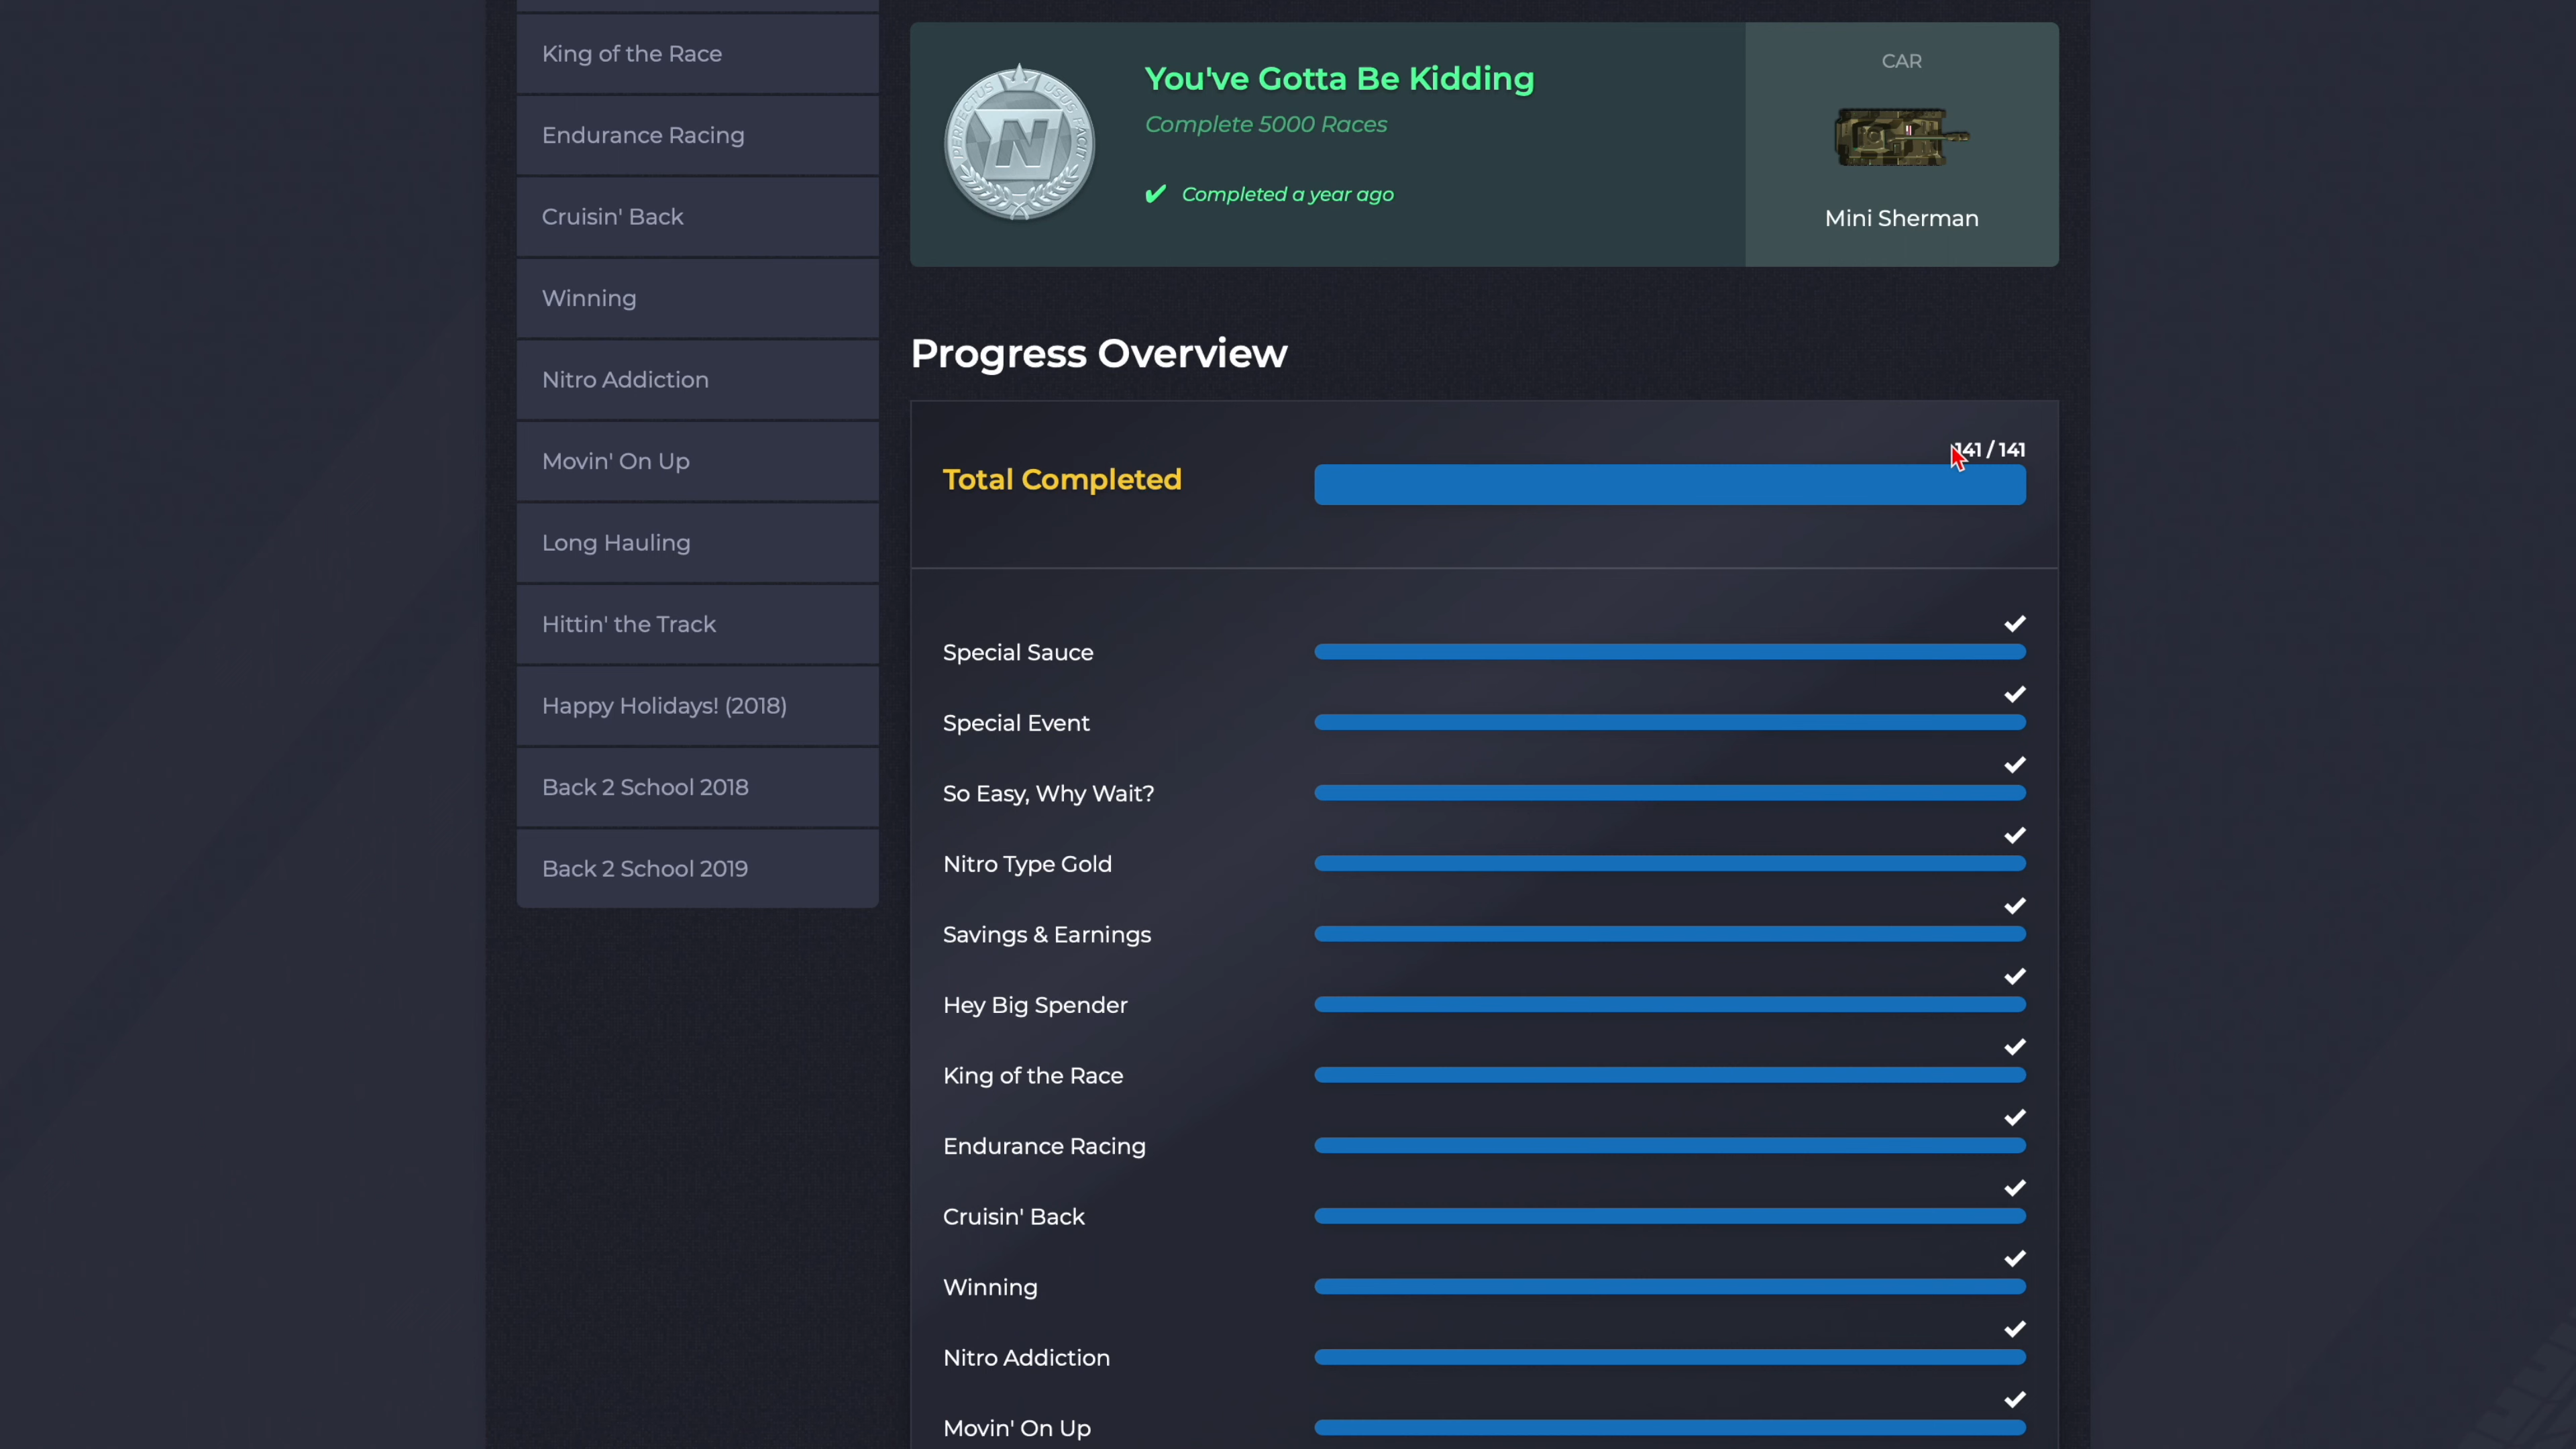 King of the Race
Endurance Racing
Cruisin' Back
Winning
Nitro Addiction
Movin' On Up
Long Hauling
Hittin' the Track
Happy Holidays! (2018)
Back 2 School 2018
Back 2 School 2019
PERFECTUS USUS FACIT
N
You've Gotta Be Kidding
Complete 5000 Races
Completed a year ago
CAR
Mini Sherman
Progress Overview
Total Completed
141 / 141
Special Sauce
Special Event
So Easy, Why Wait?
Nitro Type Gold
Savings & Earnings
Hey Big Spender
King of the Race
Endurance Racing
Cruisin' Back
Winning
Nitro Addiction
Movin' On Up